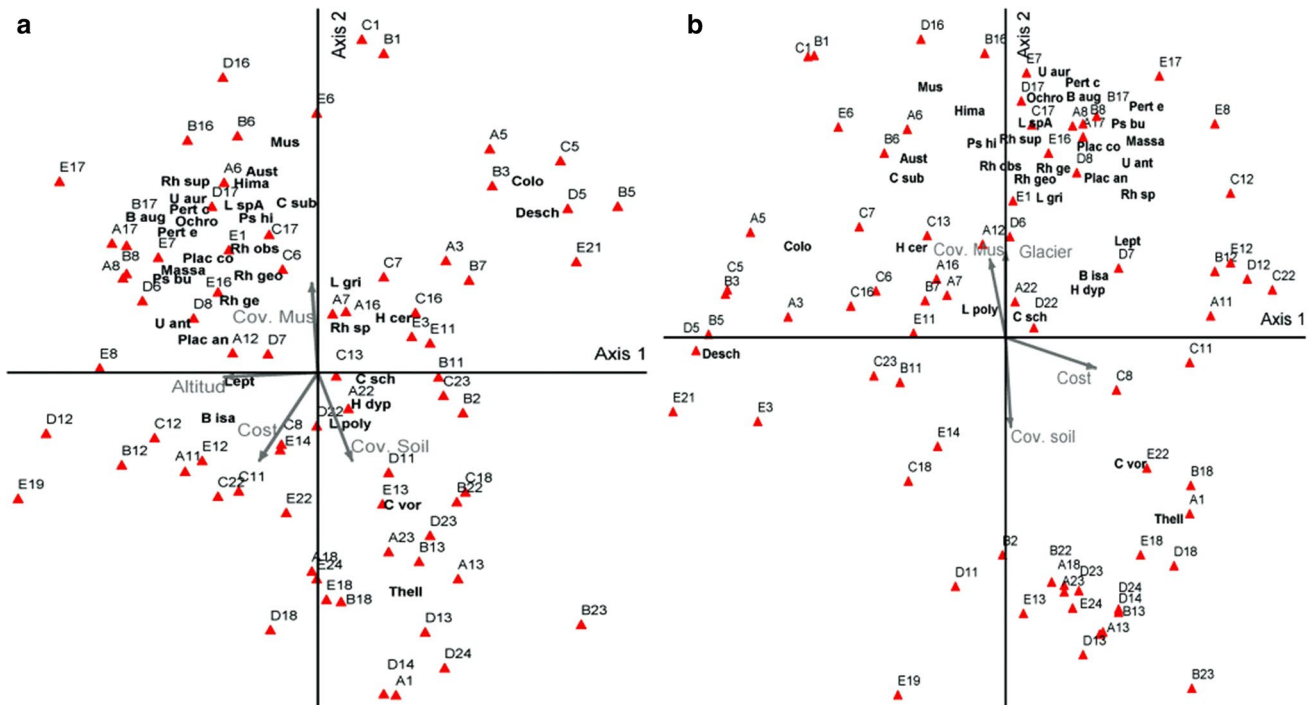 a
Axis 2
C1
B1
D16
E6
B16
B6
Mus
A5
C5
E17
A6
Aust
Rh sup
Hima
B3
Colo
D17
U aur
L spA
C sub
D5
B5
Pert c
Desch
B17
B aug
Ochro
Ps hi
Pert e
C17
A17
E7
E1
Rh obs
E21
B8
Plac co
A3
A8
Massa
C6
C7
B7
Ps bu
Rh geo
L gri
D6
E16
Rh ge
A7
A16
C16
D8
Cov. Mus
H cer
U ant
Rh sp
E3
E11
Plac an
A12
D7
Axis 1
E8
C13
B11
Altitud
Lept
C sch
C23
A22
H dyp
B2
B isa
D22
L poly
D12
C12
Cost
C8
E14
Cov. Soil
B12
A11
E12
C11
D11
C18
E19
C22
E13
B22
E22
C vor
D23
A23
B13
A18
E24
A13
E18
B18
Thell
D18
D13
B23
D24
D14
A1
b
Axis 2
D16
B16
C1
B1
E7
U aur
E17
Mus
Pert c
D17
Ochro
B aug
B17
Pert e
Hima
C17
B8
E6
A6
L spA
A8
A17
Ps bu
E8
Ps hi
Rh sup
Massa
B6
E16
Plac co
Aust
Rh obs
Rh ge
D8
U ant
C sub
Rh geo
Plac an
E1
L gri
Rh sp
C12
A5
C7
C13
A12
D6
Colo
H cer
Cov. Mus
Glacier
Lept
D7
B12
E12
C5
A16
B isa
D12
B3
C6
H dyp
C22
C16
B7
A7
A22
A3
L poly
D22
C sch
A11
B5
E11
Axis 1
D5
Desch
C23
C11
B11
Cost
C8
E21
E3
Cov. soil
E14
C18
C vor
E22
B18
A1
Thell
B2
E18
D18
B22
A18
D23
D11
A23
D24
E13
E24
D14
B13
A13
D13
E19
B23